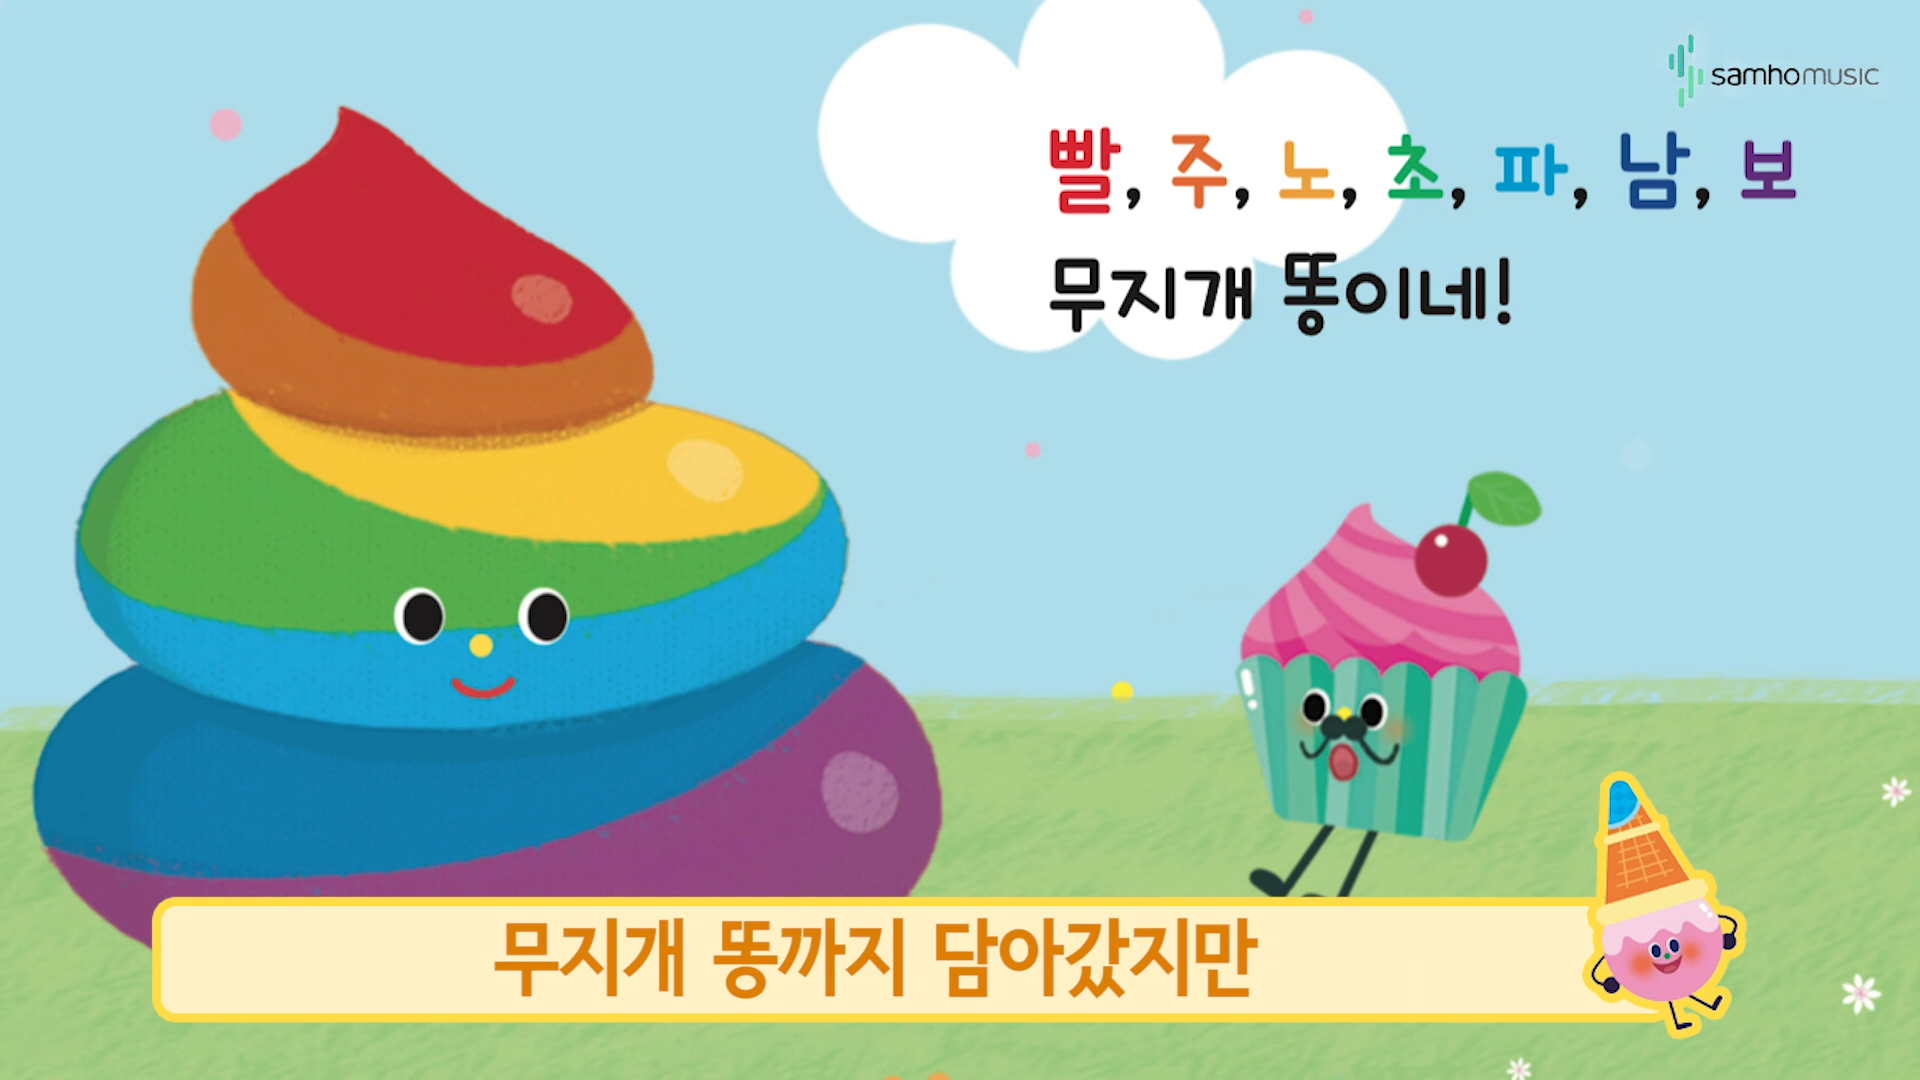 samhomusic
빨, 주, 노, 초, 파, 남, 보
무지개 똥이네!
무지개 똥까지 담아갔지만